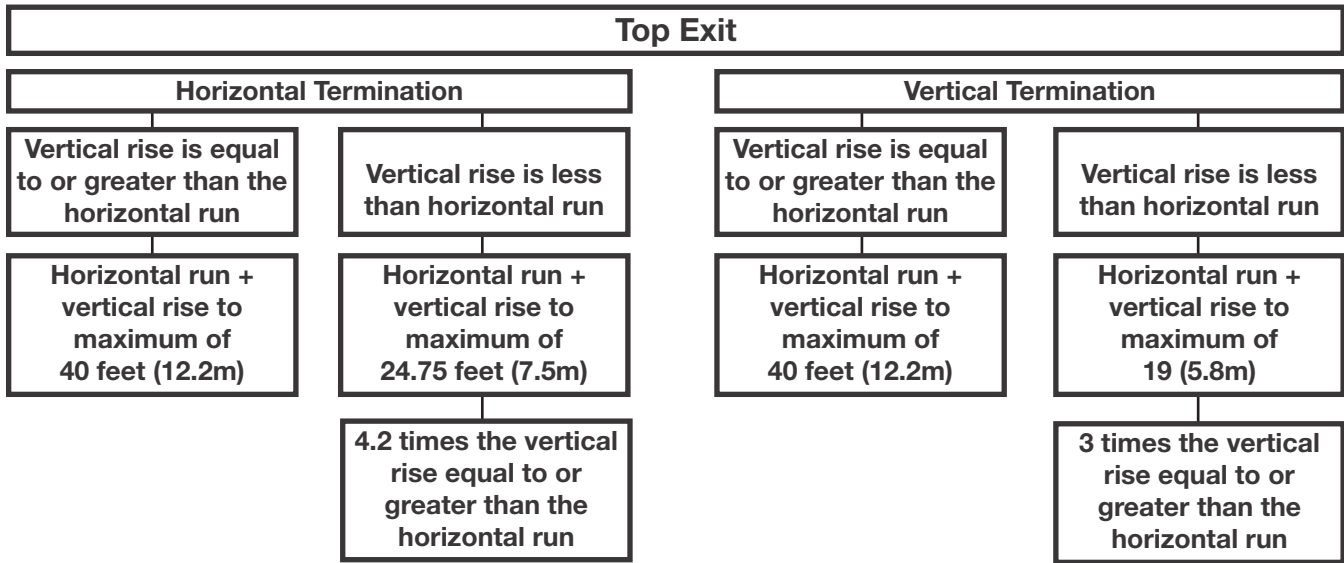 Top Exit
Horizontal Termination
Vertical rise is equal
to or greater than the
horizontal run
Vertical rise is less
than horizontal run
Horizontal run +
vertical rise to
maximum of
40 feet (12.2m)
Horizontal run +
vertical rise to
maximum of
24.75 feet (7.5m)
4.2 times the vertical
rise equal to or
greater than the
horizontal run
Vertical Termination
Vertical rise is equal
to or greater than the
horizontal run
Vertical rise is less
than horizontal run
Horizontal run +
vertical rise to
maximum of
40 feet (12.2m)
Horizontal run +
vertical rise to
maximum of
19 (5.8m)
3 times the vertical
rise equal to or
greater than the
horizontal run